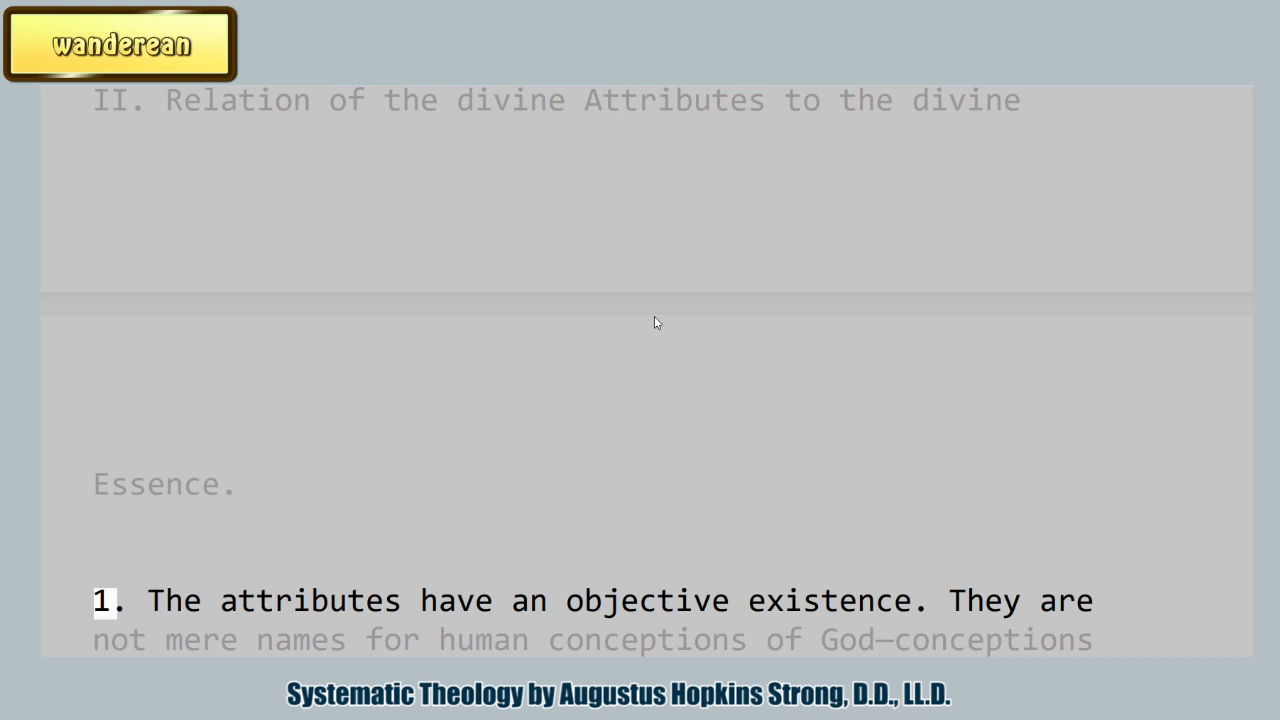 wanderean
II. Relation of the divine Attributes to the divine
Essence.
1. The attributes have an objective existence. They are
not mere names for human conceptions of God—conceptions
Systematic Theology by Augustus Hopkins Strong, D.D., LL.D.